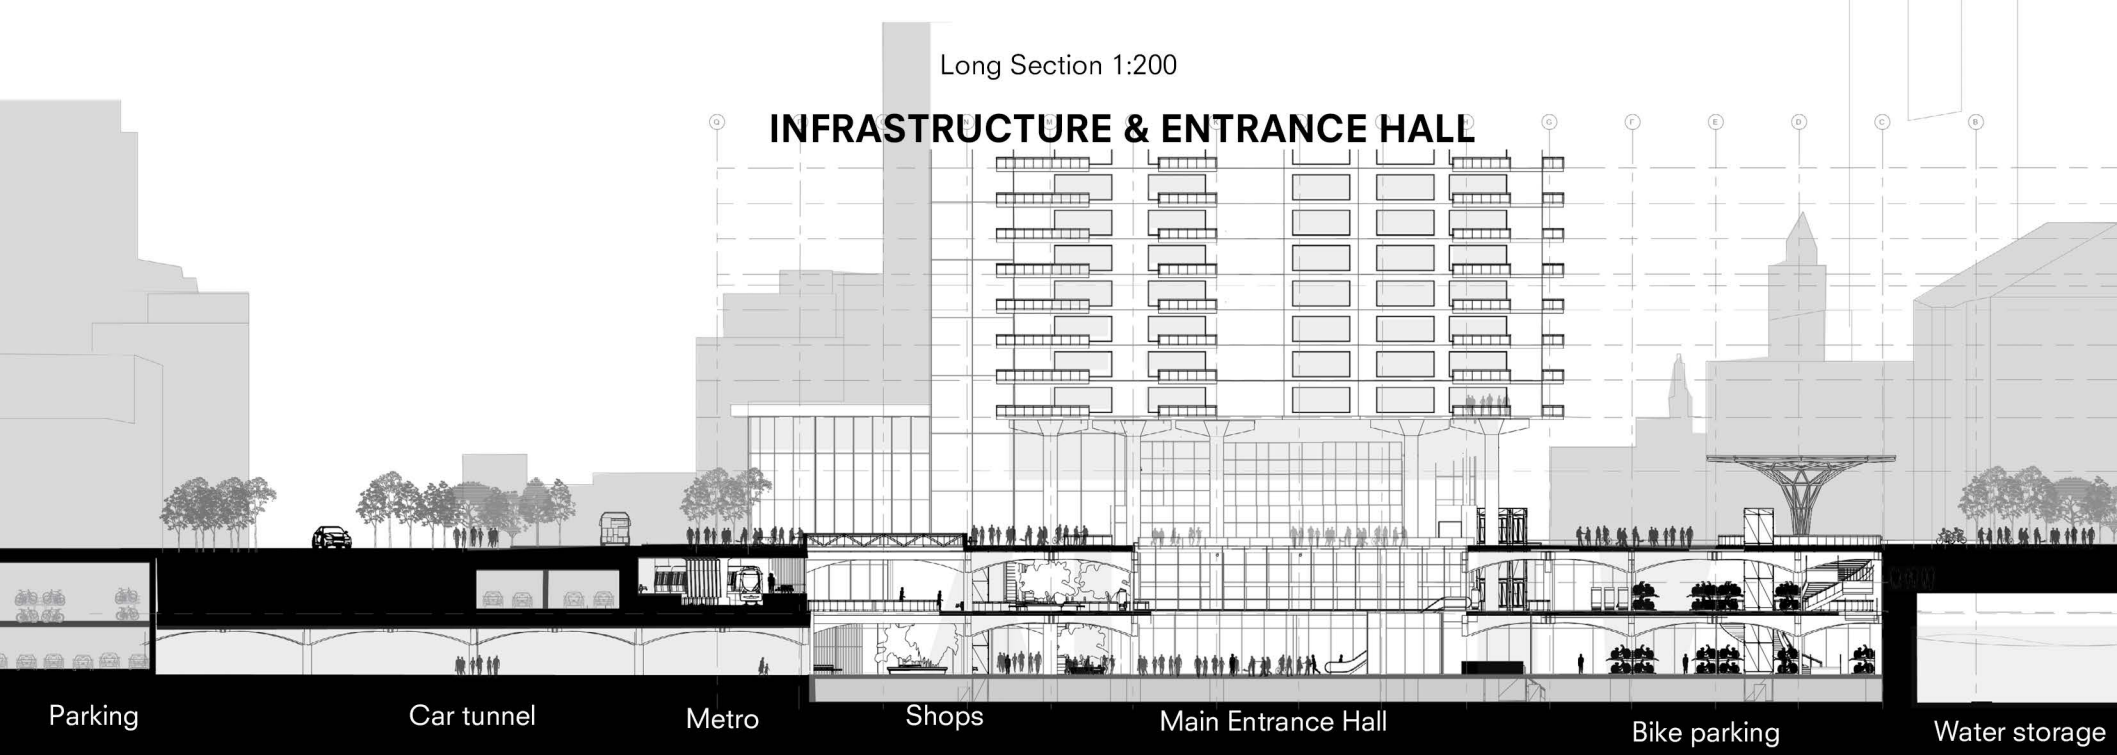 Long Section 1:200
INFRASTRUCTURE & ENTRANCE HALL
Q N M G F E D C B
Parking
Car tunnel
Metro
Shops
Main Entrance Hall
Bike parking
Water storage